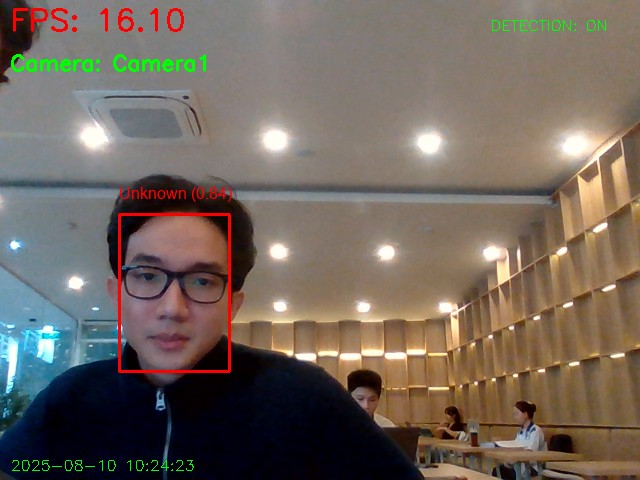 FPS: 16.10
DETECTION: ON
Camera: Camera1
Unknown (0.84)
2025-08-10 10:24:23